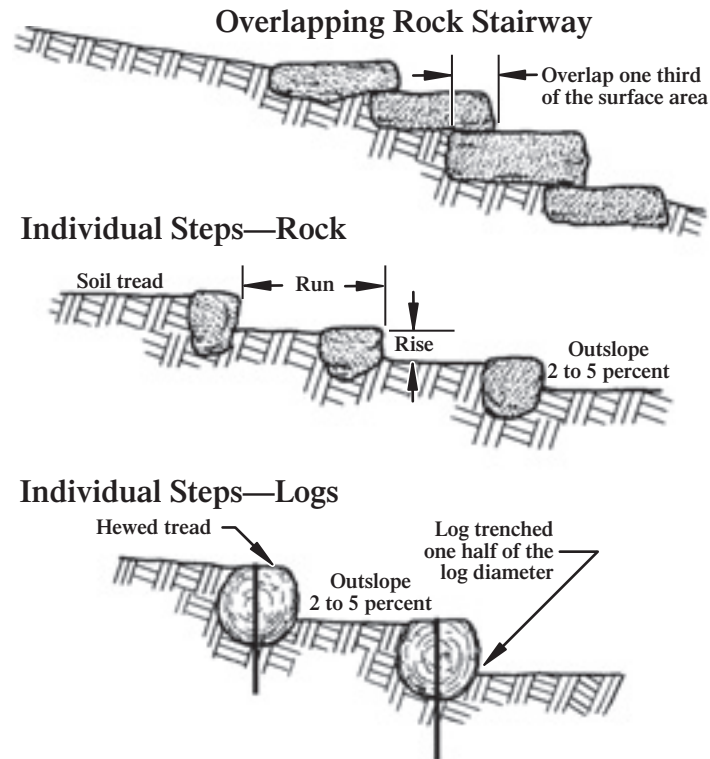 Overlapping Rock Stairway
Overlap one third
of the surface area
Individual Steps—Rock
Soil tread
Run
Rise
Outslope
2 to 5 percent
Individual Steps—Logs
Hewed tread
Outslope
2 to 5 percent
Log trenched
one half of the
log diameter